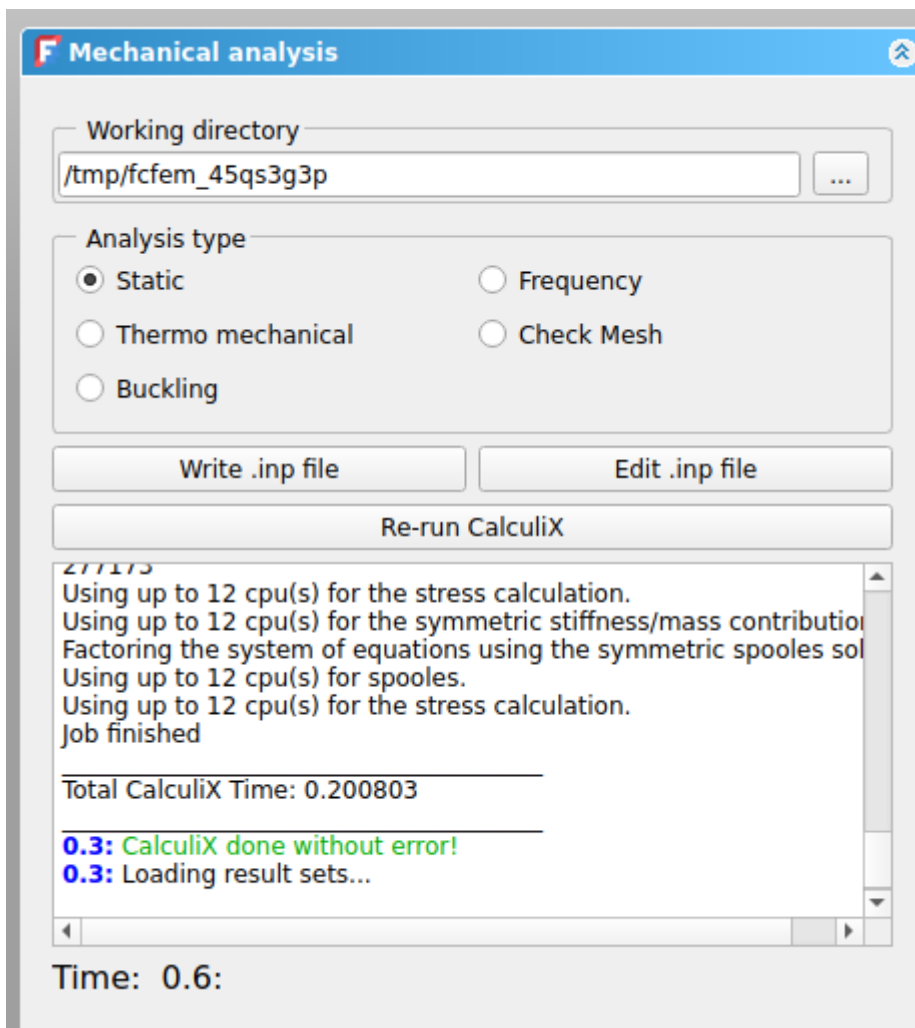 Mechanical analysis
Working directory
/tmp/fcfem_45qs3g3p
...
Analysis type
Static
Frequency
Thermo mechanical
Check Mesh
Buckling
Write .inp file
Edit .inp file
Re-run CalculiX
277173
Using up to 12 cpu(s) for the stress calculation.
Using up to 12 cpu(s) for the symmetric stiffness/mass contribution
Factoring the system of equations using the symmetric spooles sol
Using up to 12 cpu(s) for spooles.
Using up to 12 cpu(s) for the stress calculation.
Job finished
Total CalculiX Time: 0.200803
0.3: CalculiX done without error!
0.3: Loading result sets...
Time: 0.6: